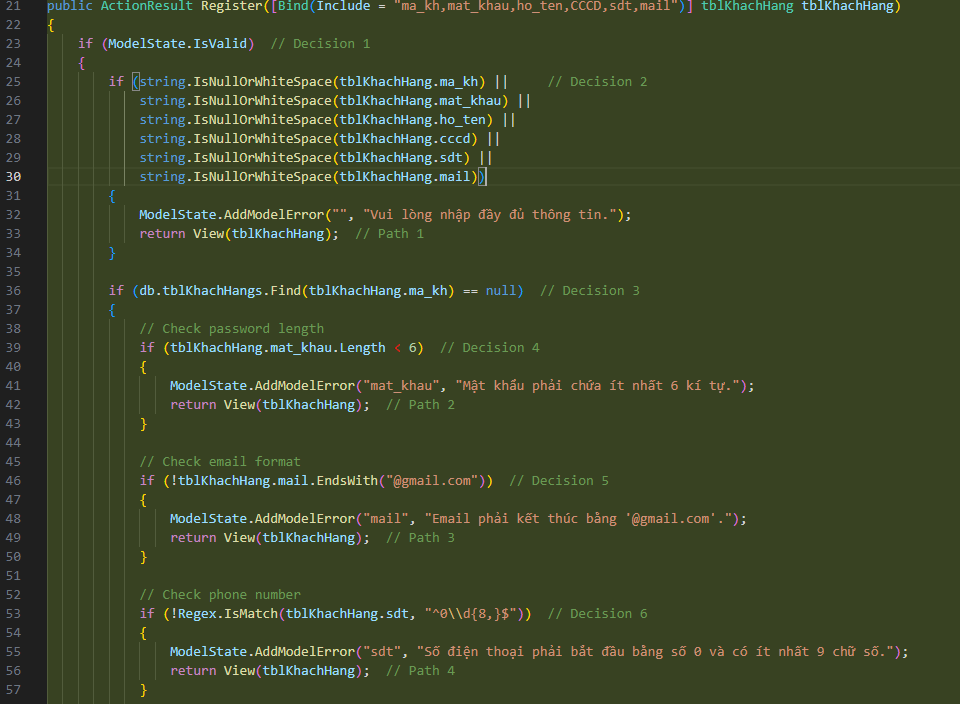 21 public ActionResult Register([Bind(Include = "ma_kh,mat_khau,ho_ten,CCCD,sdt,mail")] tblKhachHang tblKhachHang)
22 {
23 if (ModelState.IsValid) // Decision 1
24 {
25 if (string.IsNullOrWhiteSpace(tblKhachHang.ma_kh) || // Decision 2
26 string.IsNullOrWhiteSpace(tblKhachHang.mat_khau) ||
27 string.IsNullOrWhiteSpace(tblKhachHang.ho_ten) ||
28 string.IsNullOrWhiteSpace(tblKhachHang.cccd) ||
29 string.IsNullOrWhiteSpace(tblKhachHang.sdt) ||
30 string.IsNullOrWhiteSpace(tblKhachHang.mail))
31 {
32 ModelState.AddModelError("", "Vui lòng nhập đầy đủ thông tin.");
33 return View(tblKhachHang); // Path 1
34 }
35
36 if (db.tblKhachHangs.Find(tblKhachHang.ma_kh) == null) // Decision 3
37 {
38 // Check password length
39 if (tblKhachHang.mat_khau.Length < 6) // Decision 4
40 {
41 ModelState.AddModelError("mat_khau", "Mật khẩu phải chứa ít nhất 6 kí tự.");
42 return View(tblKhachHang); // Path 2
43 }
44
45 // Check email format
46 if (!tblKhachHang.mail.EndsWith("@gmail.com")) // Decision 5
47 {
48 ModelState.AddModelError("mail", "Email phải kết thúc bằng '@gmail.com'.");
49 return View(tblKhachHang); // Path 3
50 }
51
52 // Check phone number
53 if (!Regex.IsMatch(tblKhachHang.sdt, "^0\\d{8,}$")) // Decision 6
54 {
55 ModelState.AddModelError("sdt", "Số điện thoại phải bắt đầu bằng số 0 và có ít nhất 9 chữ số.");
56 return View(tblKhachHang); // Path 4
57 }